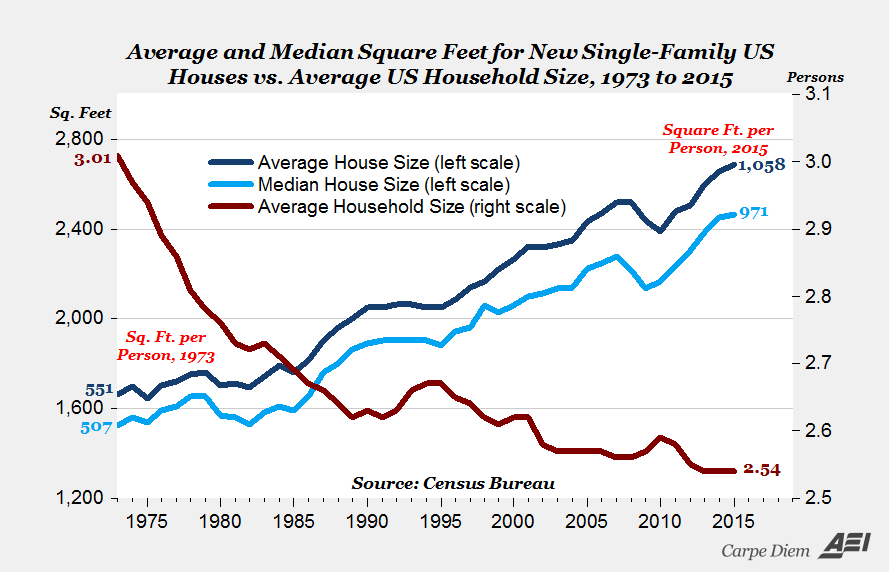 Average and Median Square Feet for New Single-Family US
Houses vs. Average US Household Size, 1973 to 2015
Sq. Feet
Persons
3.1
2,800
3.01
Square Ft. per
Person, 2015
3.0
1,058
Average House Size (left scale)
Median House Size (left scale)
Average Household Size (right scale)
971
2,400
2.9
2.8
2,000
Sq. Ft. per
Person, 1973
2.7
551
507
1,600
2.6
2.54
Source: Census Bureau
1,200
2.5
1975 1980 1985 1990 1995 2000 2005 2010 2015
Carpe Diem AEI